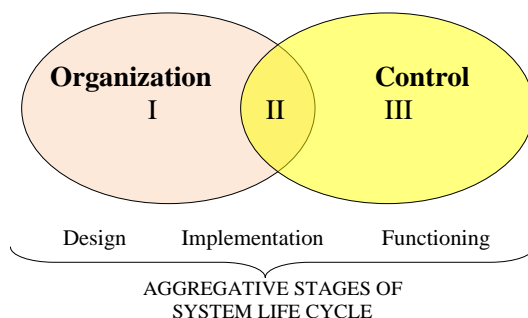 Organization Control
I II III
Design Implementation Functioning
AGGREGATIVE STAGES OF
SYSTEM LIFE CYCLE